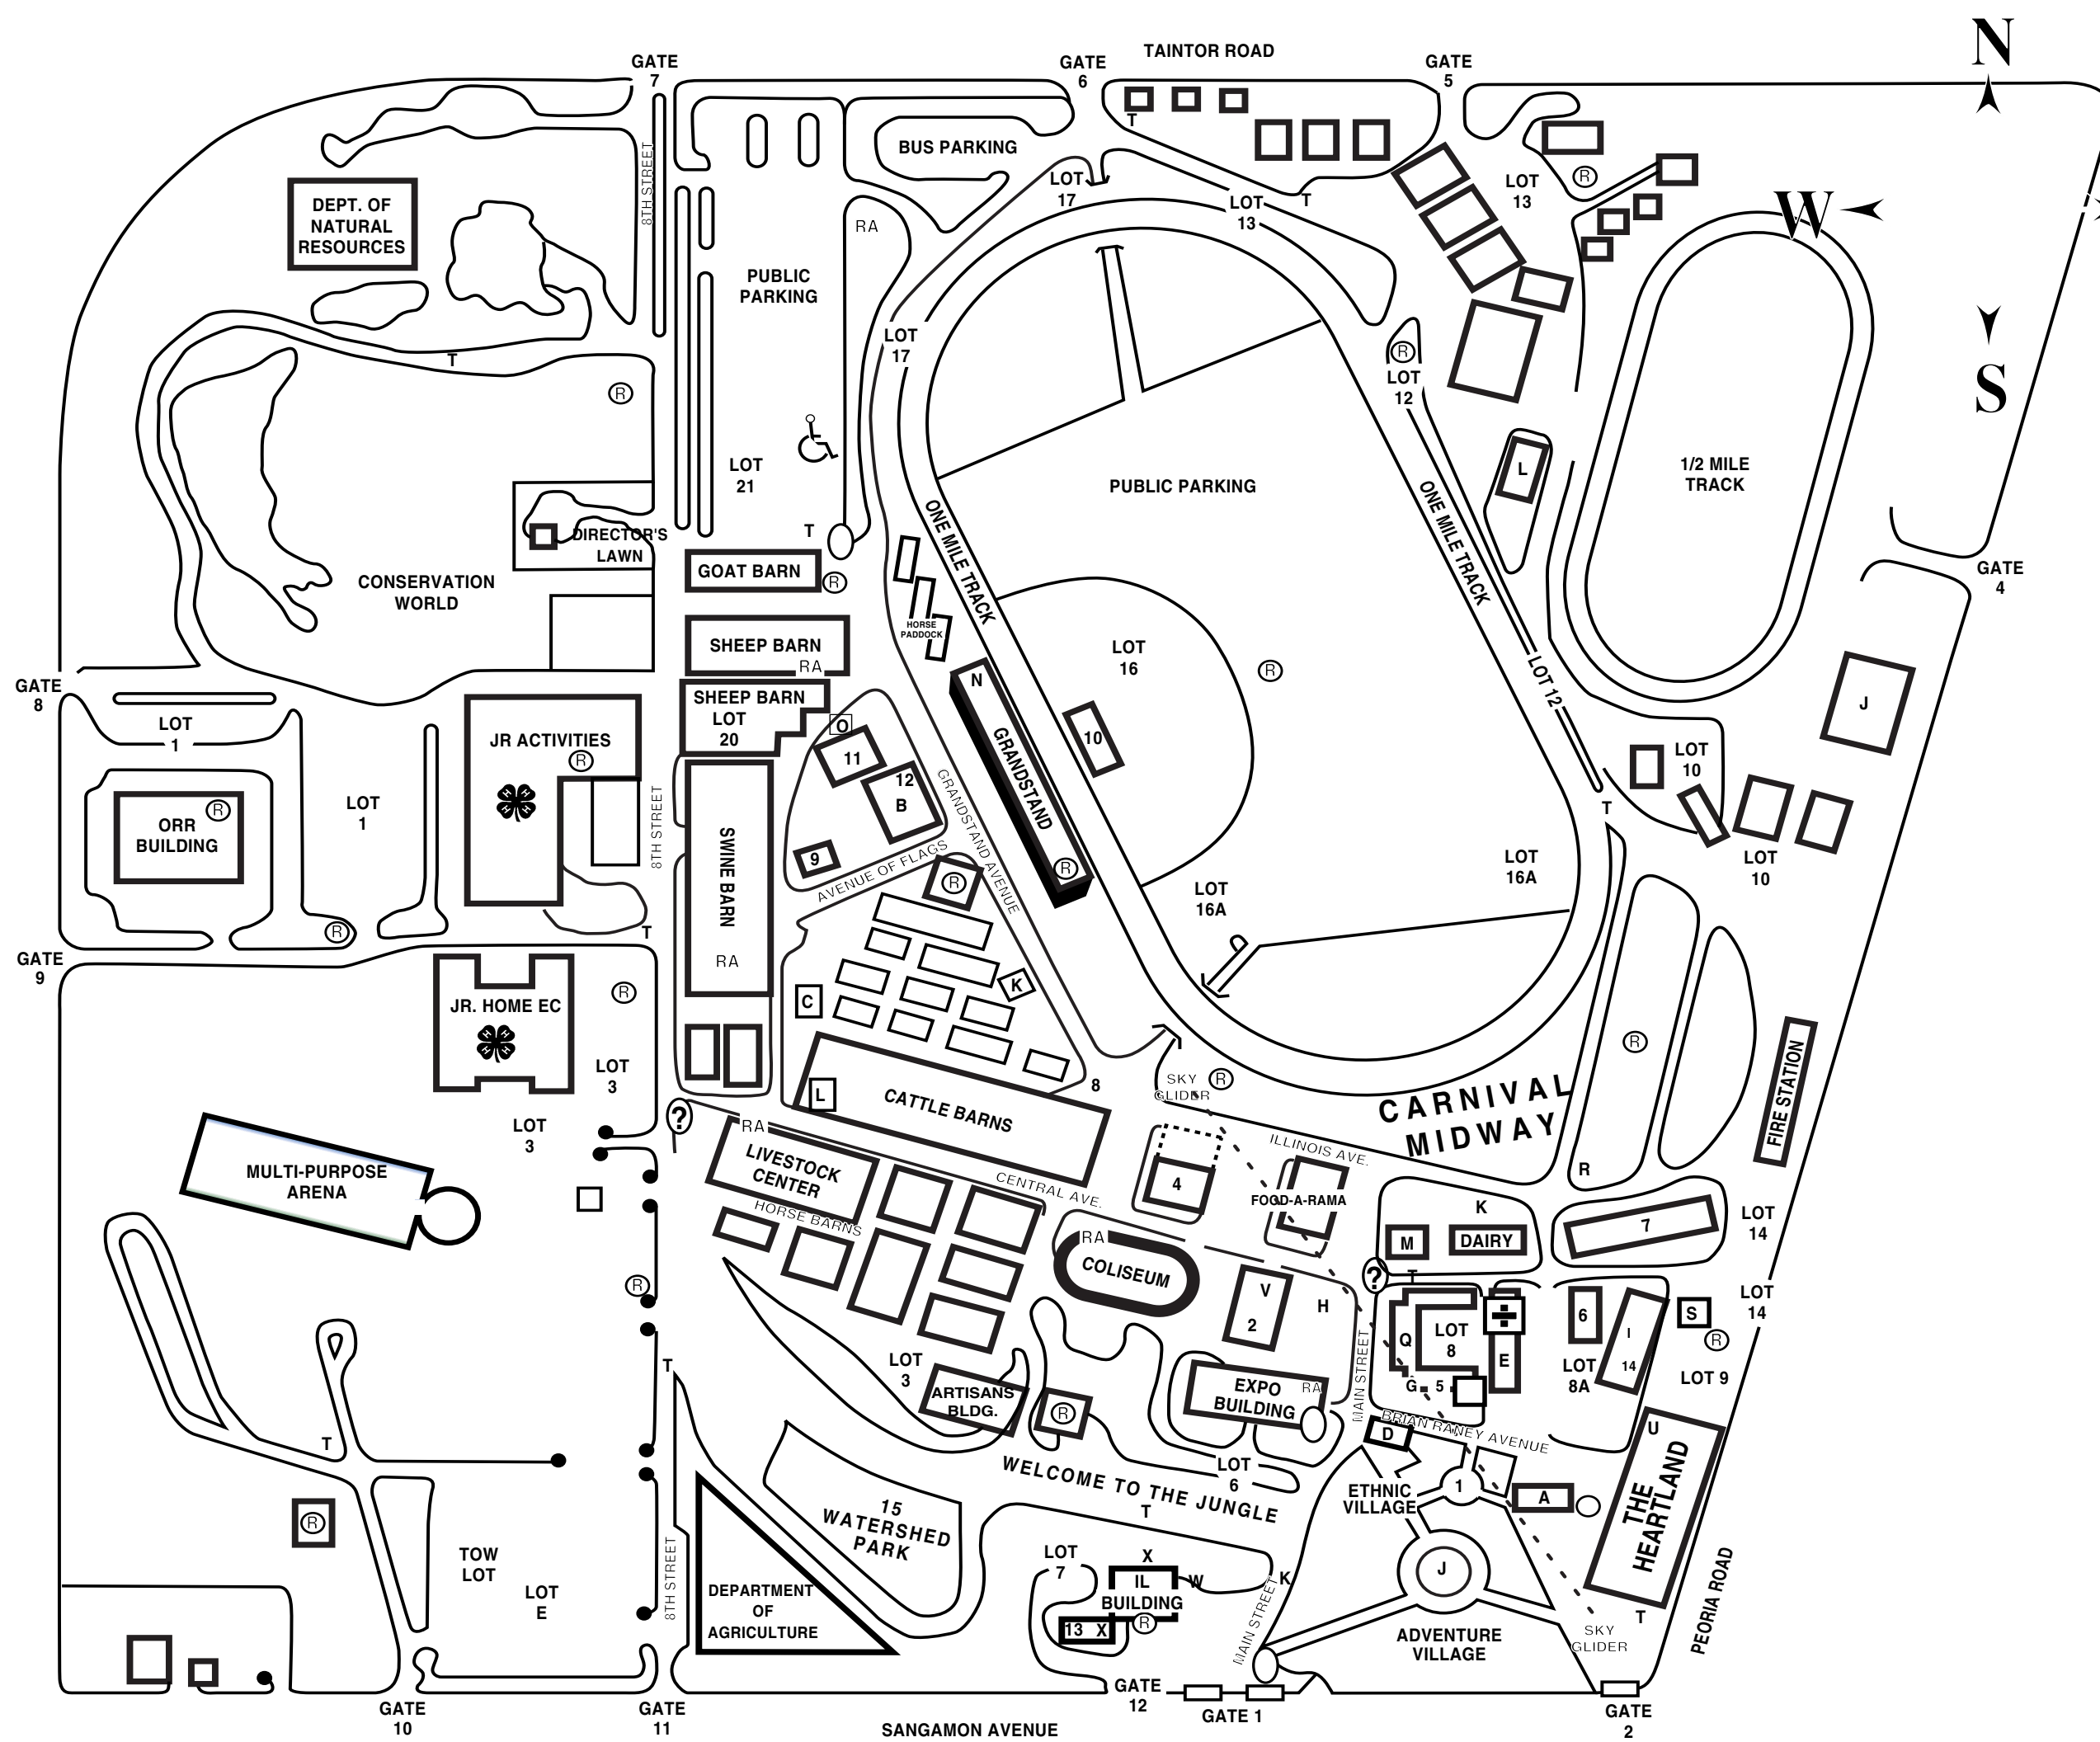 N
TAINTOR ROAD
GATE
7
GATE
6
GATE
5
T
BUS PARKING
8TH STREET
LOT
17
LOT
13
T
LOT
13
R
W
DEPT. OF
NATURAL
RESOURCES
RA
PUBLIC
PARKING
S
LOT
17
T
R
R
LOT
12
LOT
21
PUBLIC PARKING
ONE MILE TRACK
ONE MILE TRACK
L
1/2 MILE
TRACK
DIRECTOR'S
LAWN
T
CONSERVATION
WORLD
GOAT BARN
R
GATE
4
HORSE
PADDOCK
SHEEP BARN
RA
LOT
16
R
LOT 12
GATE
8
SHEEP BARN
LOT
20
O
N
GRANDSTAND
R
10
J
LOT
1
JR ACTIVITIES
R
H H H H
11
12
B
9
LOT
10
T
LOT
10
ORR
BUILDING
R
LOT
1
8TH STREET
SWINE BARN
RA
GRANDSTAND AVENUE
AVENUE OF FLAGS
R
LOT
16A
LOT
16A
R
T
GATE
9
JR. HOME EC
H H H H
R
C
K
R
LOT
3
8
L
CATTLE BARNS
SKY
GLIDER
R
CARNIVAL
MIDWAY
FIRE STATION
?
LOT
3
RA
LIVESTOCK
CENTER
ILLINOIS AVE.
MULTI-PURPOSE
ARENA
CENTRAL AVE.
4
FOOD-A-RAMA
R
K
7
LOT
14
HORSE BARNS
RA
COLISEUM
M
DAIRY
R
?
T
V
2
H
Q
LOT
8
E
6
I
14
S
R
LOT
14
LOT
3
T
ARTISANS
BLDG.
R
EXPO
BUILDING
RA
MAIN STREET
G
5
LOT
8A
LOT 9
BRIAN RANEY AVENUE
D
U
THE
HEARTLAND
T
WELCOME TO THE JUNGLE
T
LOT
6
ETHNIC
VILLAGE
1
A
R
15
WATERSHED
PARK
TOW
LOT
LOT
E
8TH STREET
DEPARTMENT
OF
AGRICULTURE
LOT
7
X
IL
BUILDING
W
K
R
13 X
J
MAIN STREET
ADVENTURE
VILLAGE
SKY
GLIDER
T
PEORIA ROAD
GATE
10
GATE
11
GATE
12
GATE 1
GATE
2
SANGAMON AVENUE